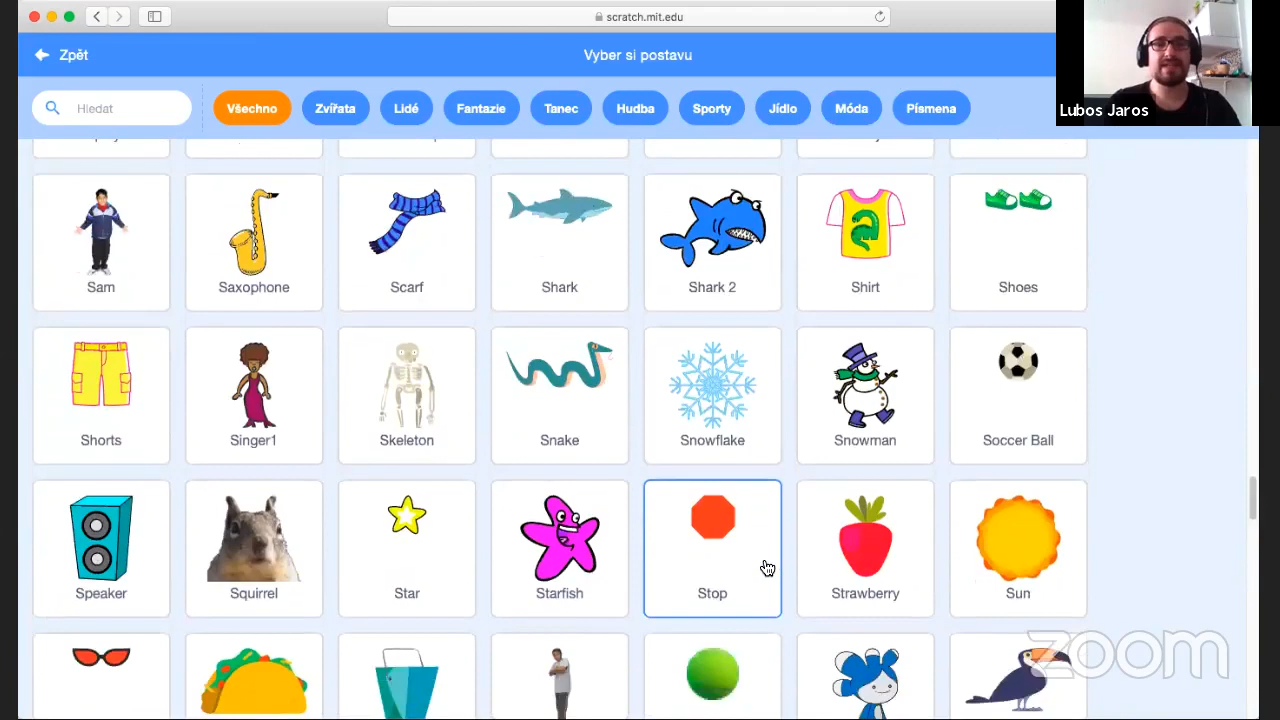 scratch.mit.edu
Zpět
Vyber si postavu
Hledat
Všechno
Zvířata
Lidé
Fantazie
Tanec
Hudba
Sporty
Jídlo
Móda
Písmena
Lubos Jaros
Sam
Saxophone
Scarf
Shark
Shark 2
Shirt
Shoes
Shorts
Singer1
Skeleton
Snake
Snowflake
Snowman
Soccer Ball
Speaker
Squirrel
Star
Starfish
Stop
Strawberry
Sun
zoom